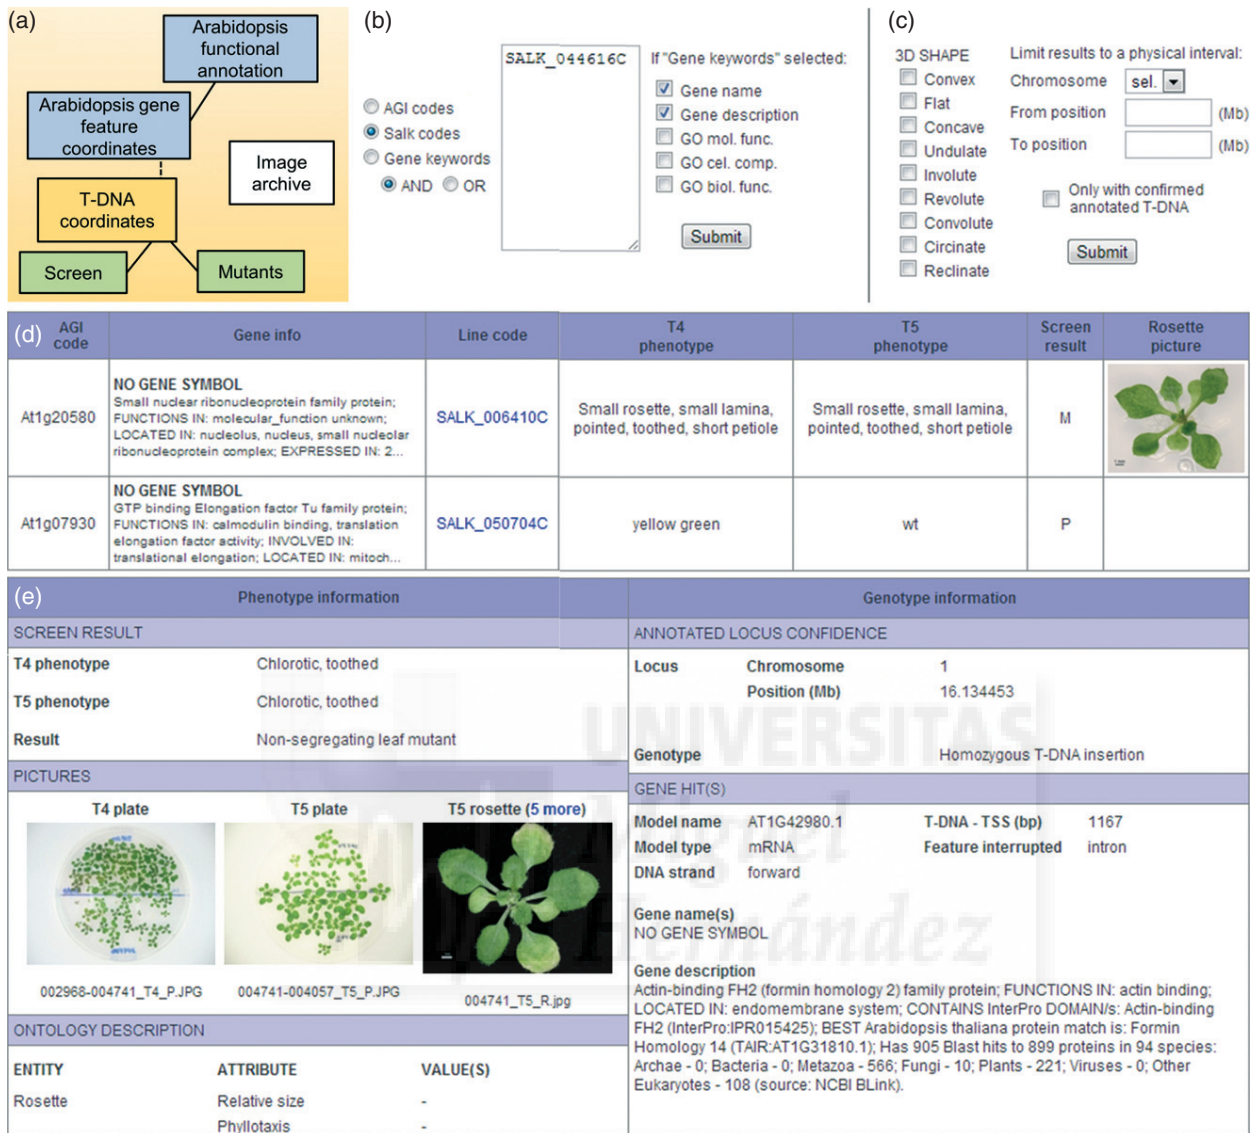 (a)
Arabidopsis
functional
annotation
Arabidopsis gene
feature
coordinates
Image
archive
T-DNA
coordinates
Screen
Mutants
(b)
AGI codes
Salk codes
Gene keywords
AND OR
SALK_044616C
If "Gene keywords" selected:
Gene name
Gene description
GO mol. func.
GO cel. comp.
GO biol. func.
Submit
(c)
3D SHAPE
Convex
Flat
Concave
Undulate
Involute
Revolute
Convolute
Circinate
Reclinate
Limit results to a physical interval:
Chromosome sel.
From position (Mb)
To position (Mb)
Only with confirmed
annotated T-DNA
Submit
(d)
AGI
code
Gene info
Line code
T4
phenotype
T5
phenotype
Screen
result
Rosette
picture
At1g20580
NO GENE SYMBOL
Small nuclear ribonucleoprotein family protein;
FUNCTIONS IN: molecular_function unknown;
LOCATED IN: nucleolus, nucleus, small nucleolar
ribonucleoprotein complex; EXPRESSED IN: 2...
SALK_006410C
Small rosette, small lamina,
pointed, toothed, short petiole
Small rosette, small lamina,
pointed, toothed, short petiole
M
At1g07930
NO GENE SYMBOL
GTP binding Elongation factor Tu family protein;
FUNCTIONS IN: calmodulin binding, translation
elongation factor activity; INVOLVED IN:
translational elongation; LOCATED IN: mitoch...
SALK_050704C
yellow green
wt
P
(e)
Phenotype information
SCREEN RESULT
T4 phenotype Chlorotic, toothed
T5 phenotype Chlorotic, toothed
Result Non-segregating leaf mutant
PICTURES
T4 plate T5 plate T5 rosette (5 more)
002968-004741_T4_P.JPG 004741-004057_T5_P.JPG 004741_T5_R.jpg
ONTOLOGY DESCRIPTION
ENTITY ATTRIBUTE VALUE(S)
Rosette Relative size -
Phyllotaxis -
Genotype information
ANNOTATED LOCUS CONFIDENCE
Locus Chromosome 1
Position (Mb) 16.134453
Genotype Homozygous T-DNA insertion
GENE HIT(S)
Model name AT1G42980.1 T-DNA - TSS (bp) 1167
Model type mRNA Feature interrupted intron
DNA strand forward
Gene name(s)
NO GENE SYMBOL
Gene description
Actin-binding FH2 (formin homology 2) family protein; FUNCTIONS IN: actin binding;
LOCATED IN: endomembrane system; CONTAINS InterPro DOMAIN/s: Actin-binding
FH2 (InterPro:IPR015425); BEST Arabidopsis thaliana protein match is: Formin
Homology 14 (TAIR:AT1G31810.1); Has 905 Blast hits to 899 proteins in 94 species:
Archae - 0; Bacteria - 0; Metazoa - 566; Fungi - 10; Plants - 221; Viruses - 0; Other
Eukaryotes - 108 (source: NCBI BLink).
UNIVERSITAS
Miguel
Hernández